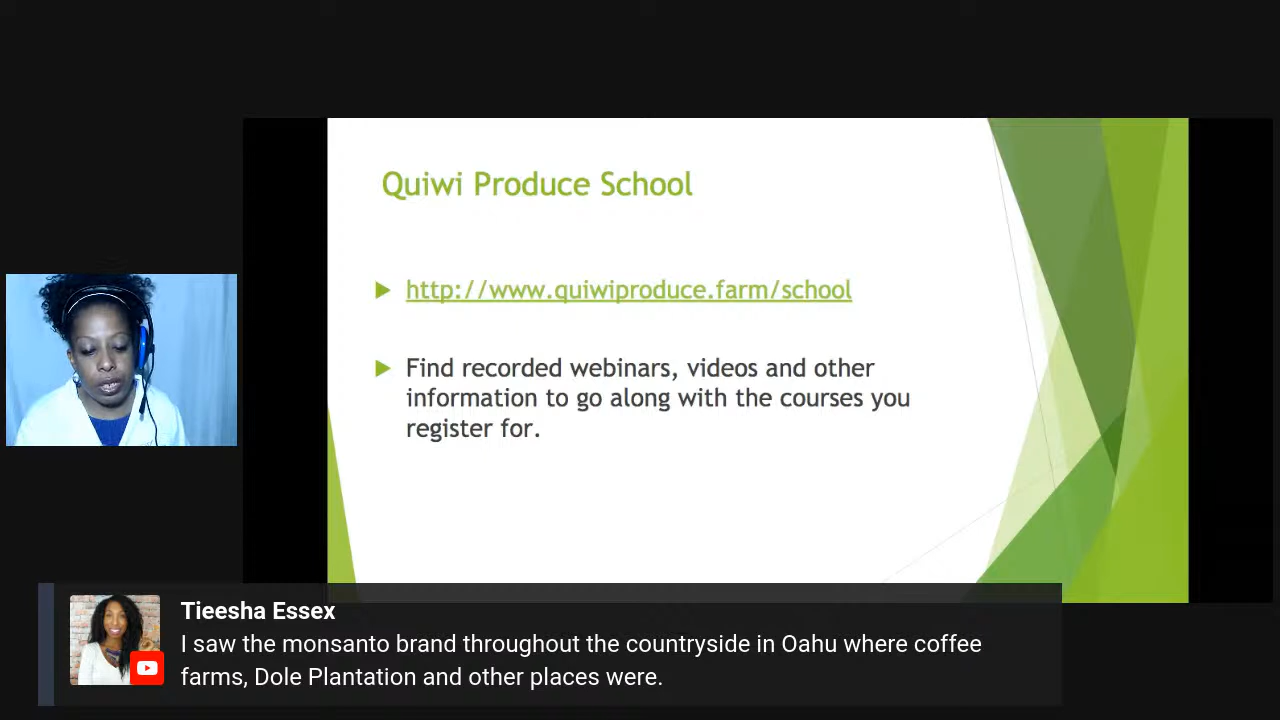 Quiwi Produce School
http://www.quiwiproduce.farm/school
Find recorded webinars, videos and other
information to go along with the courses you
register for.
Tieesha Essex
I saw the monsanto brand throughout the countryside in Oahu where coffee
farms, Dole Plantation and other places were.